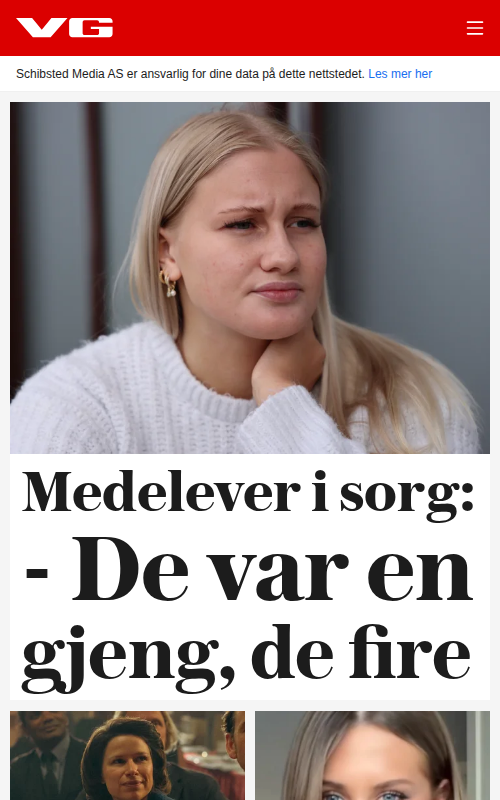 VG
Schibsted Media AS er ansvarlig for dine data på dette nettstedet. Les mer her
Medelever i sorg:
- De var en
gjeng, de fire